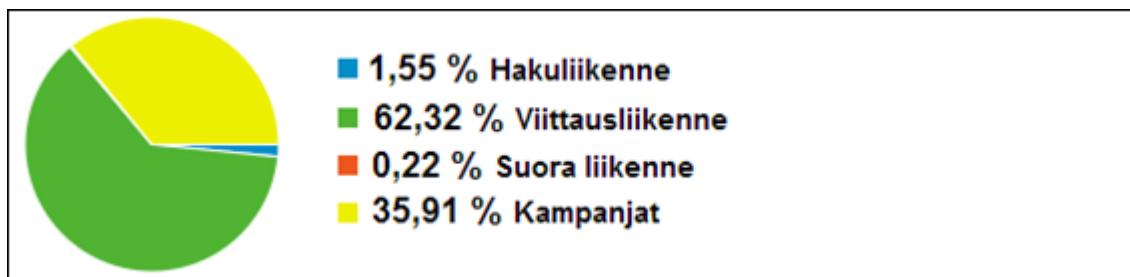 1,55 % Hakuliikenne
62,32 % Viittausliikenne
0,22 % Suora liikenne
35,91 % Kampanjat